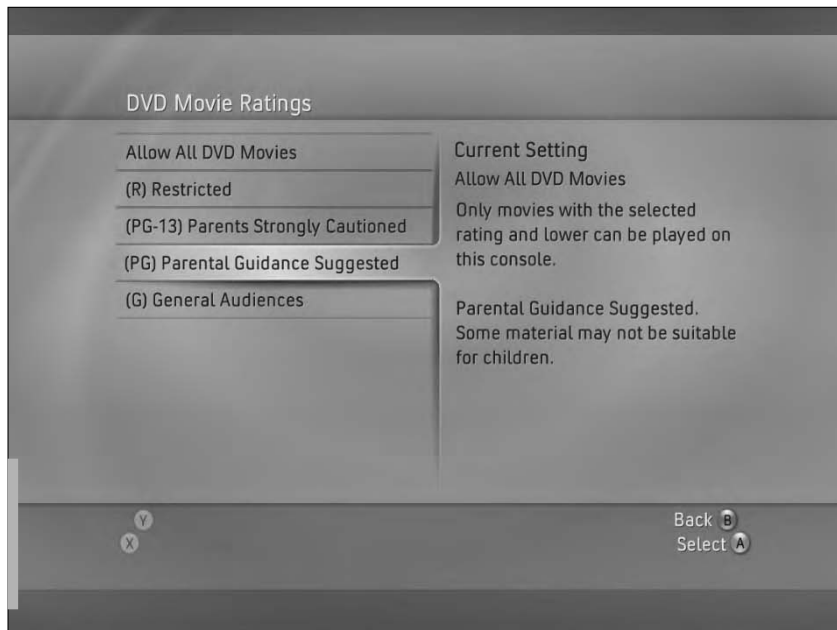 DVD Movie Ratings
Allow All DVD Movies
(R) Restricted
(PG-13) Parents Strongly Cautioned
(PG) Parental Guidance Suggested
(G) General Audiences
Current Setting
Allow All DVD Movies
Only movies with the selected
rating and lower can be played on
this console.
Parental Guidance Suggested.
Some material may not be suitable
for children.
Y
X
Back B
Select A